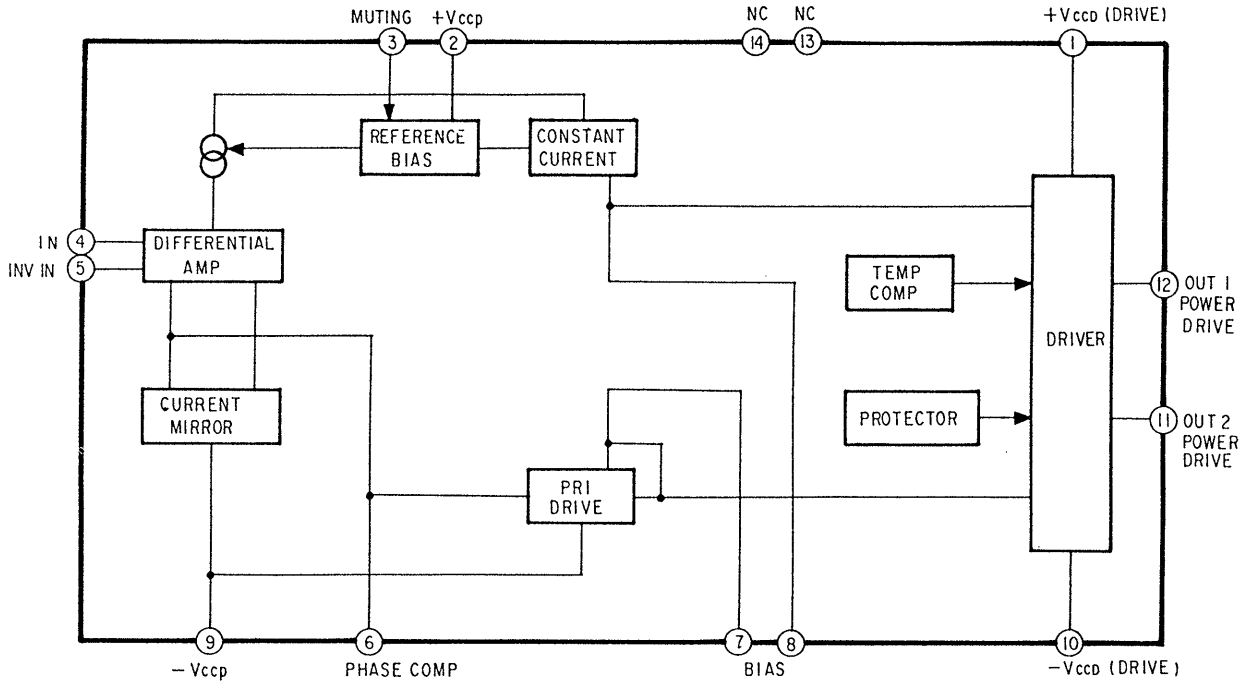 MUTING +Vccp NC NC +VCCD (DRIVE)
3 2 14 13 1
REFERENCE
BIAS
CONSTANT
CURRENT
IN 4
INV IN 5
DIFFERENTIAL
AMP
TEMP
COMP
12 OUT 1
POWER
DRIVE
DRIVER
CURRENT
MIRROR
PROTECTOR
11 OUT 2
POWER
DRIVE
PRI
DRIVE
9 6 7 8 10
−Vccp PHASE COMP BIAS −VCCD (DRIVE)